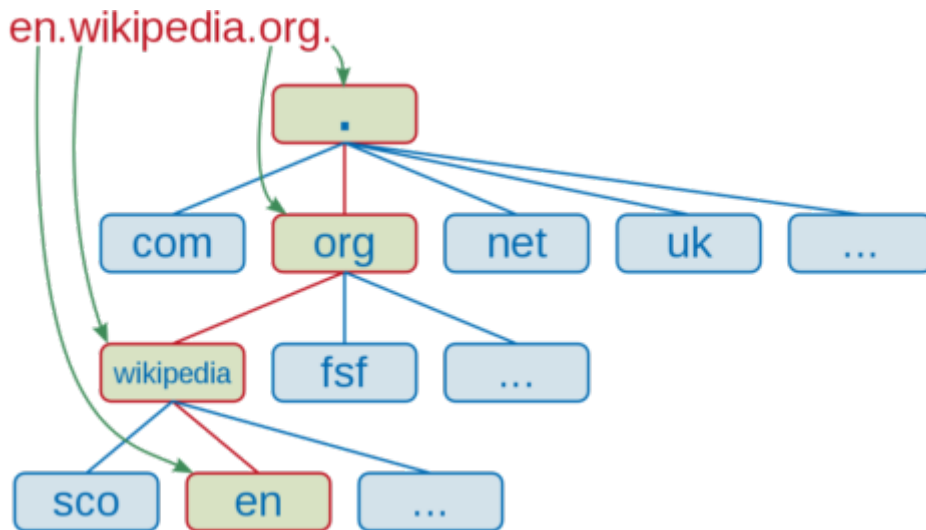 en.wikipedia.org.
.
com org net uk ...
wikipedia fsf ...
sco en ...